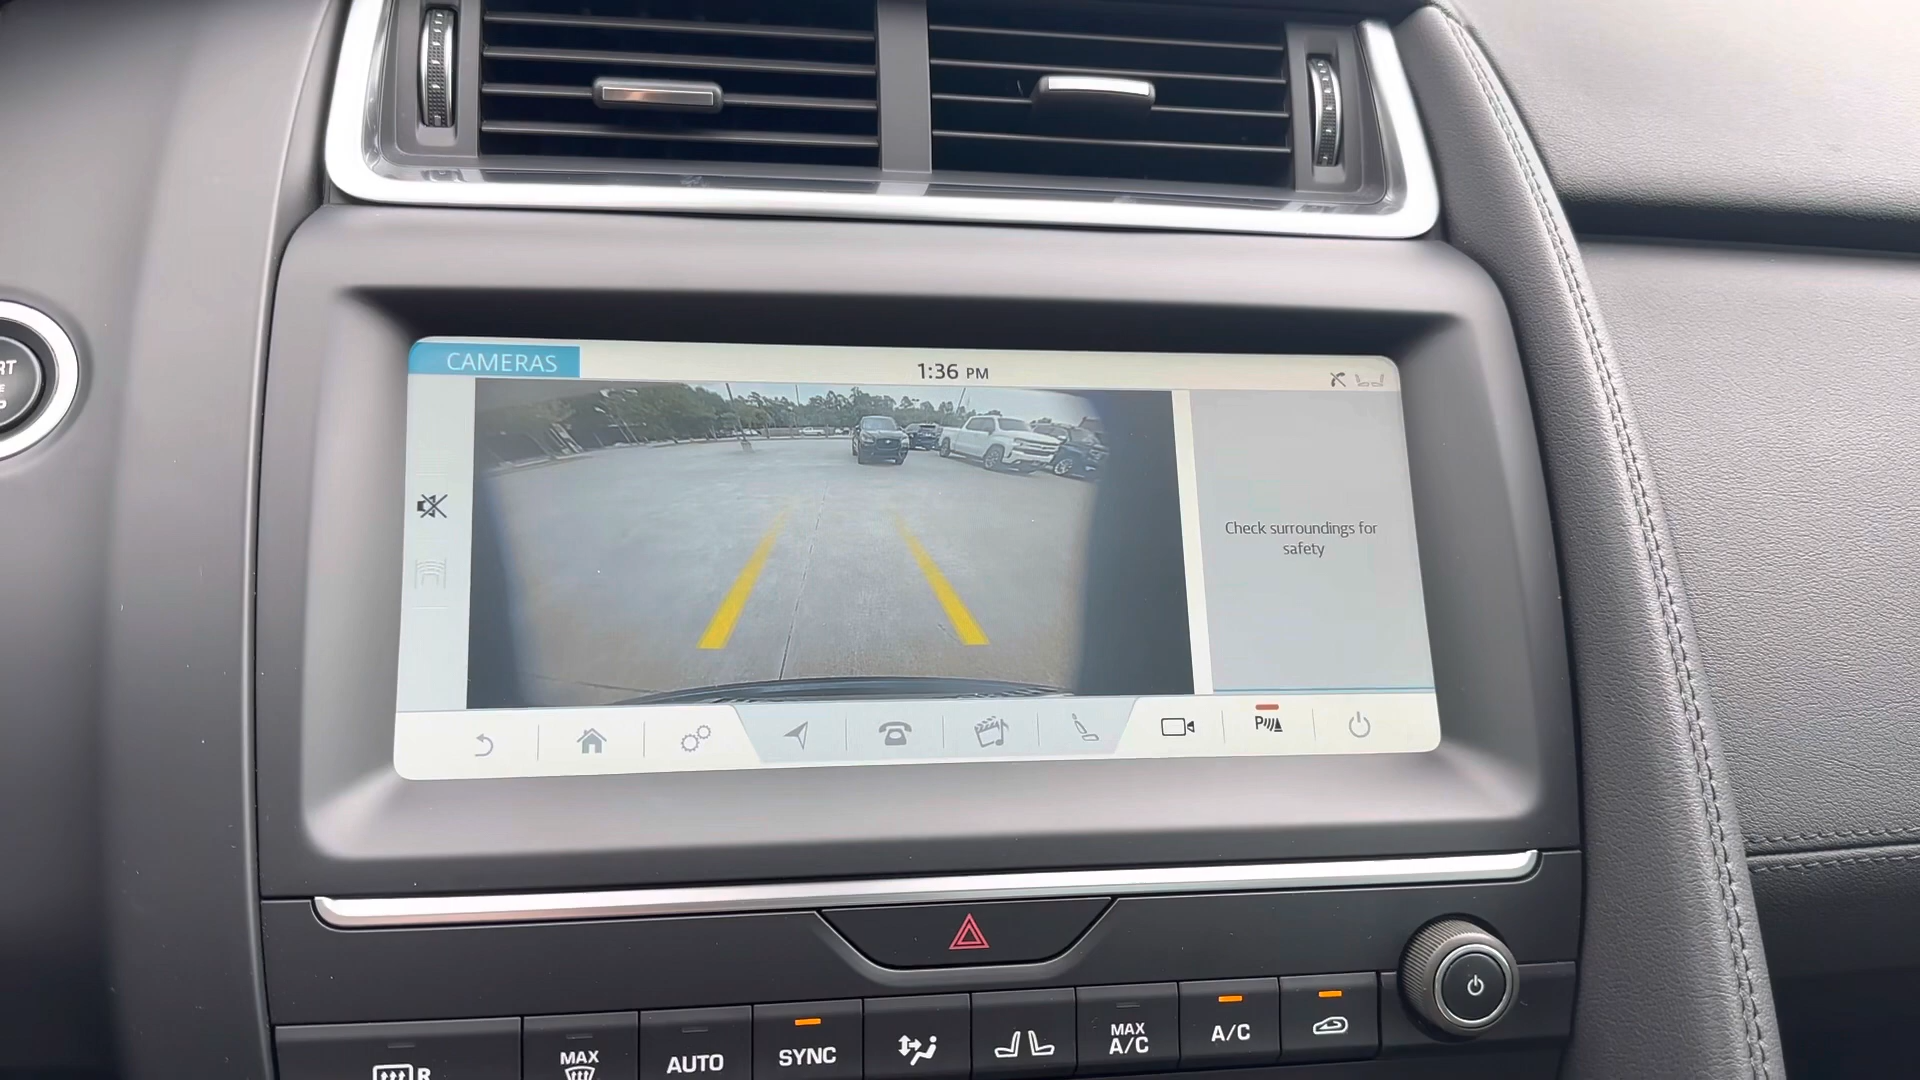 CAMERAS
1:36 PM
Check surroundings for
safety
P
R
MAX
AUTO
SYNC
MAX
A/C
A/C